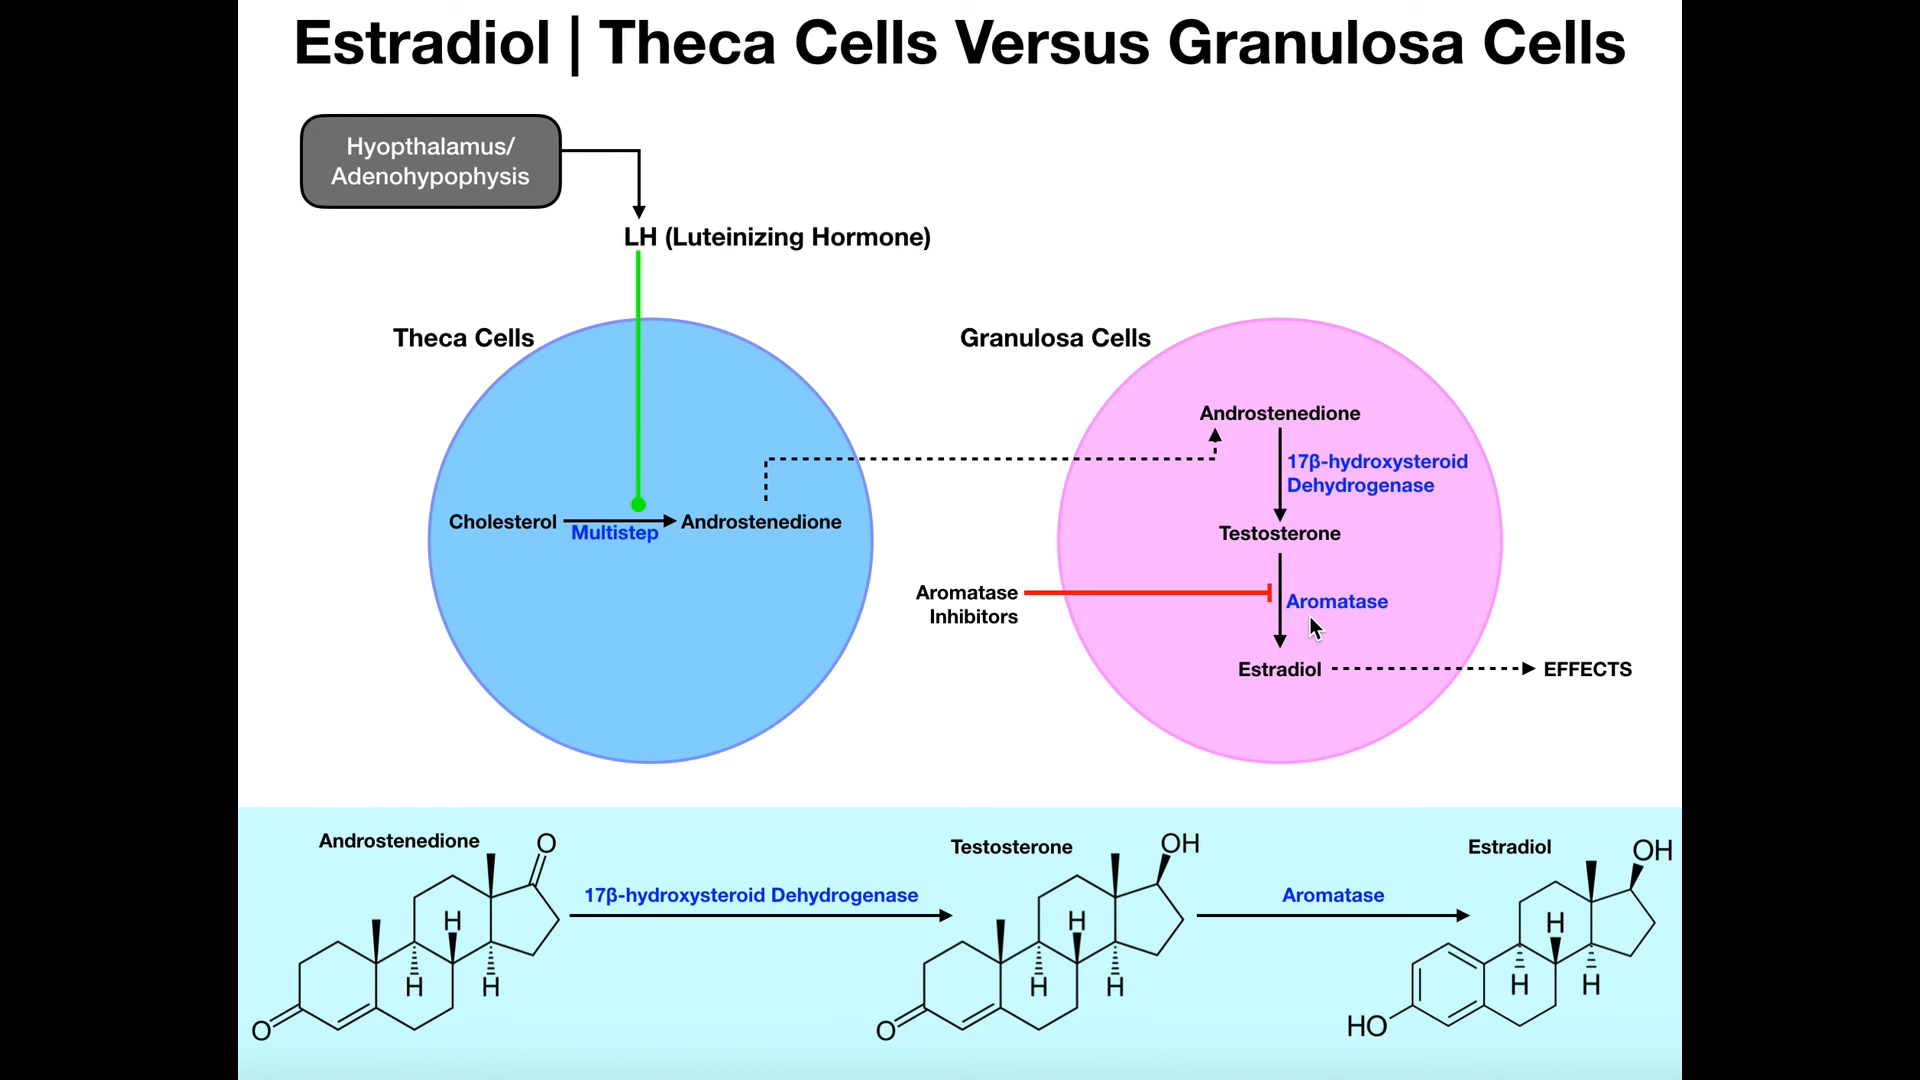 Estradiol | Theca Cells Versus Granulosa Cells
Hyopthalamus/
Adenohypophysis
LH (Luteinizing Hormone)
Theca Cells
Granulosa Cells
Androstenedione
17β-hydroxysteroid
Dehydrogenase
Cholesterol
Multistep
Androstenedione
Testosterone
Aromatase
Inhibitors
Aromatase
Estradiol
EFFECTS
Androstenedione
O
H
H
H
O
17β-hydroxysteroid Dehydrogenase
Testosterone
OH
H
H
H
O
Aromatase
Estradiol
OH
H
H
H
HO